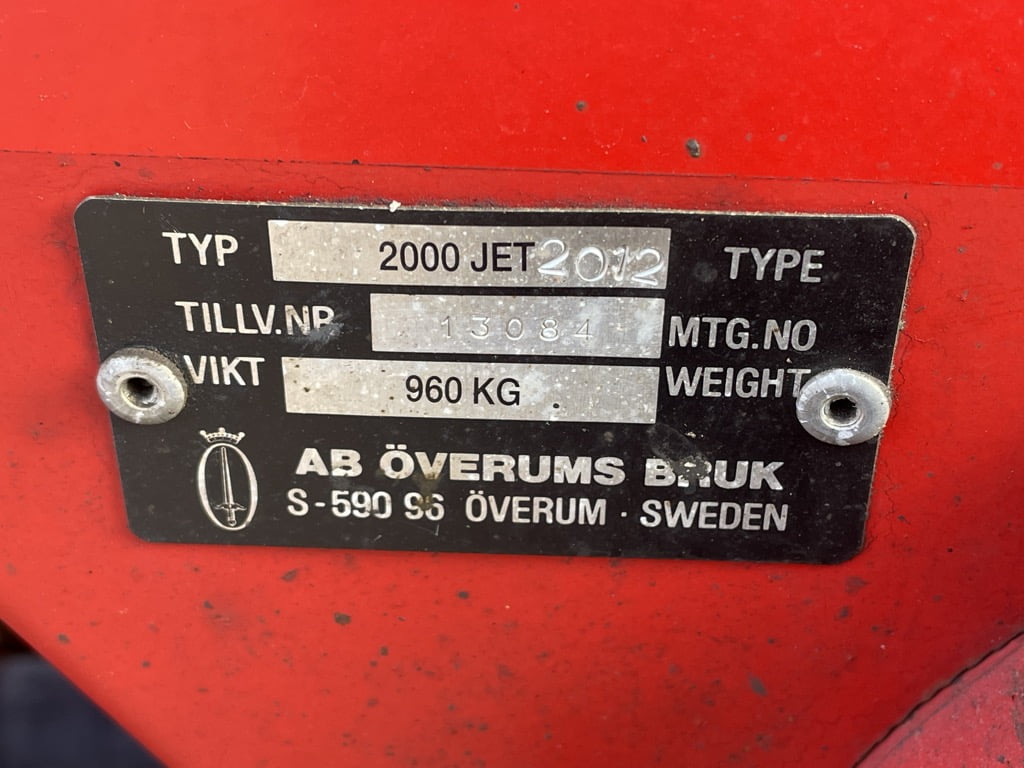 TYP 2000 JET 2012 TYPE
TILLV.NR 13084 MTG.NO
VIKT 960 KG WEIGHT
AB ÖVERUMS BRUK
S-590 96 ÖVERUM · SWEDEN